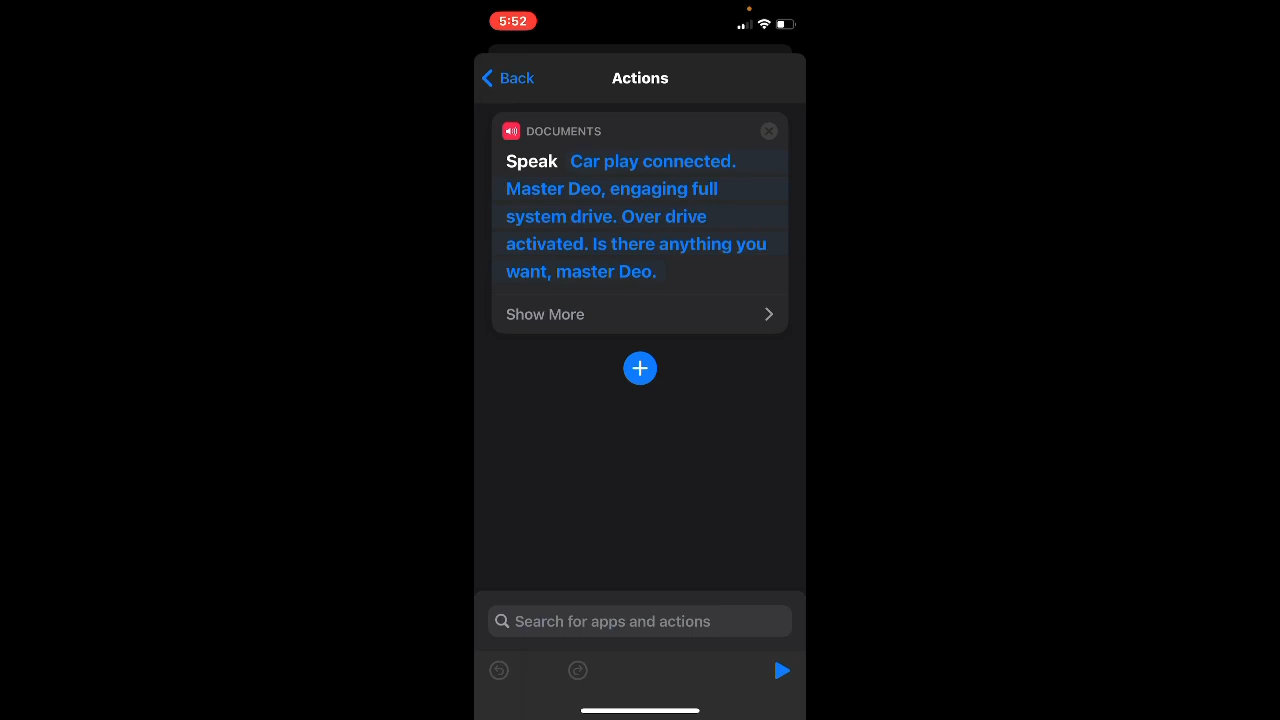 5:52
Back
Actions
DOCUMENTS
Speak Car play connected.
Master Deo, engaging full
system drive. Over drive
activated. Is there anything you
want, master Deo.
Show More
Search for apps and actions